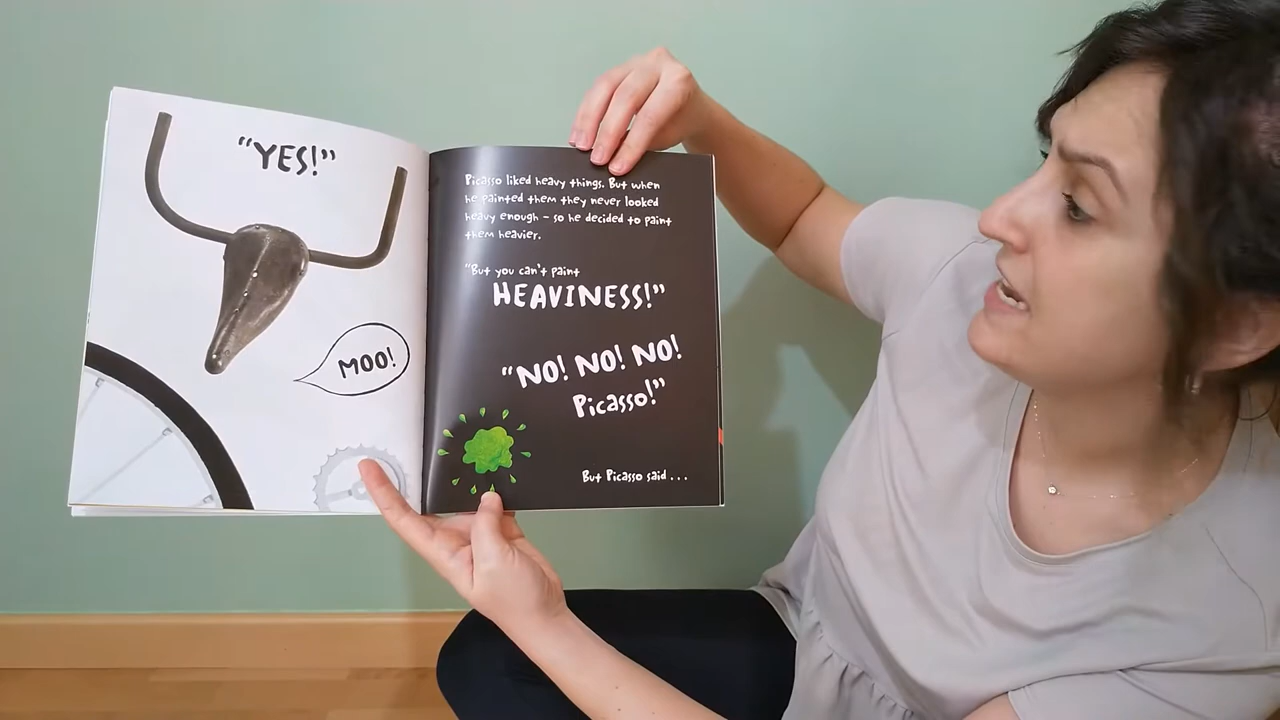 "YES!"
MOO!
Picasso liked heavy things. But when
he painted them they never looked
heavy enough – so he decided to paint
them heavier.
"But you can't paint
HEAVINESS!"
"NO! NO! NO!
Picasso!"
But Picasso said . . .